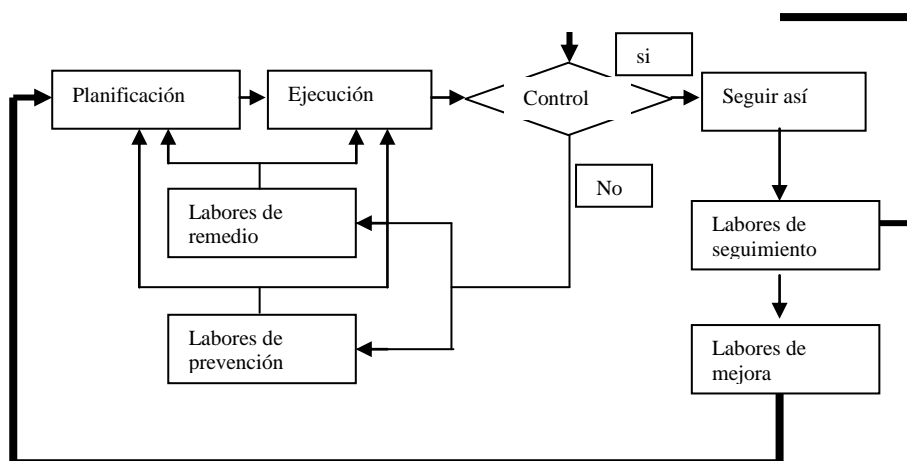 si
Planificación
Ejecución
Control
Seguir así
No
Labores de
remedio
Labores de
seguimiento
Labores de
prevención
Labores de
mejora